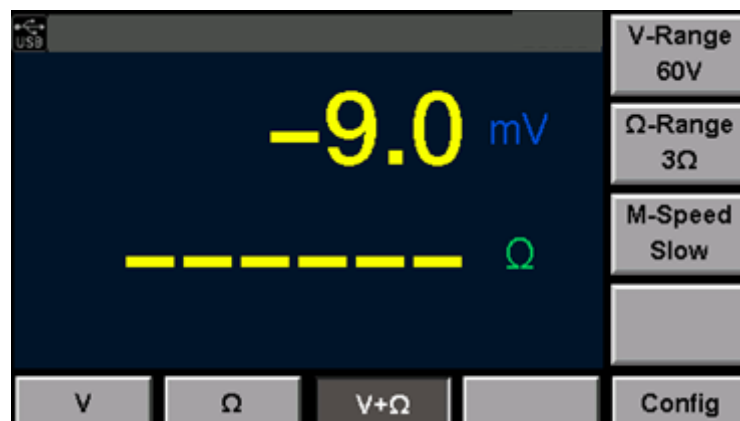 USB
-9.0 mV
------ Ω
V-Range
60V
Ω-Range
3Ω
M-Speed
Slow
V
Ω
V+Ω
Config